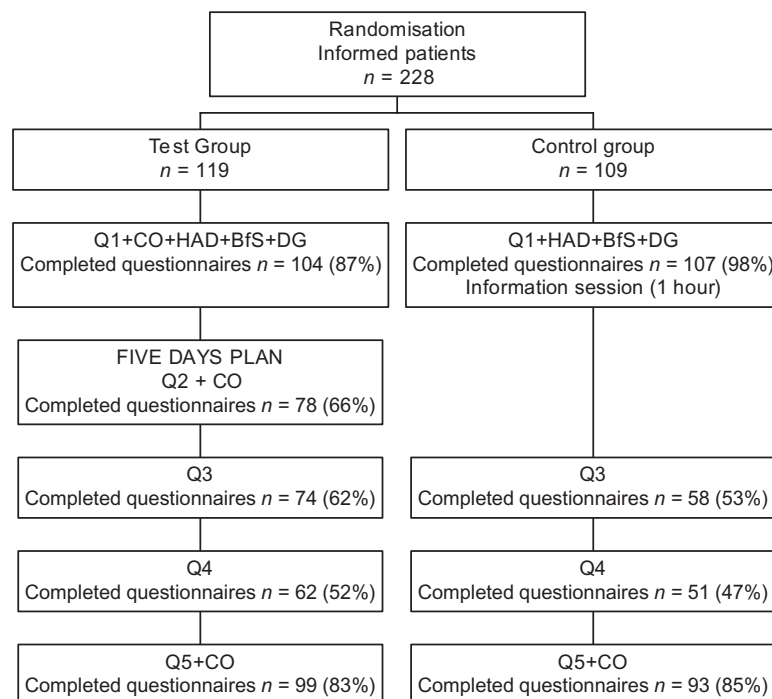 Randomisation
Informed patients
n = 228
Test Group
n = 119
Control group
n = 109
Q1+CO+HAD+BfS+DG
Completed questionnaires n = 104 (87%)
Q1+HAD+BfS+DG
Completed questionnaires n = 107 (98%)
Information session (1 hour)
FIVE DAYS PLAN
Q2 + CO
Completed questionnaires n = 78 (66%)
Q3
Completed questionnaires n = 74 (62%)
Q3
Completed questionnaires n = 58 (53%)
Q4
Completed questionnaires n = 62 (52%)
Q4
Completed questionnaires n = 51 (47%)
Q5+CO
Completed questionnaires n = 99 (83%)
Q5+CO
Completed questionnaires n = 93 (85%)